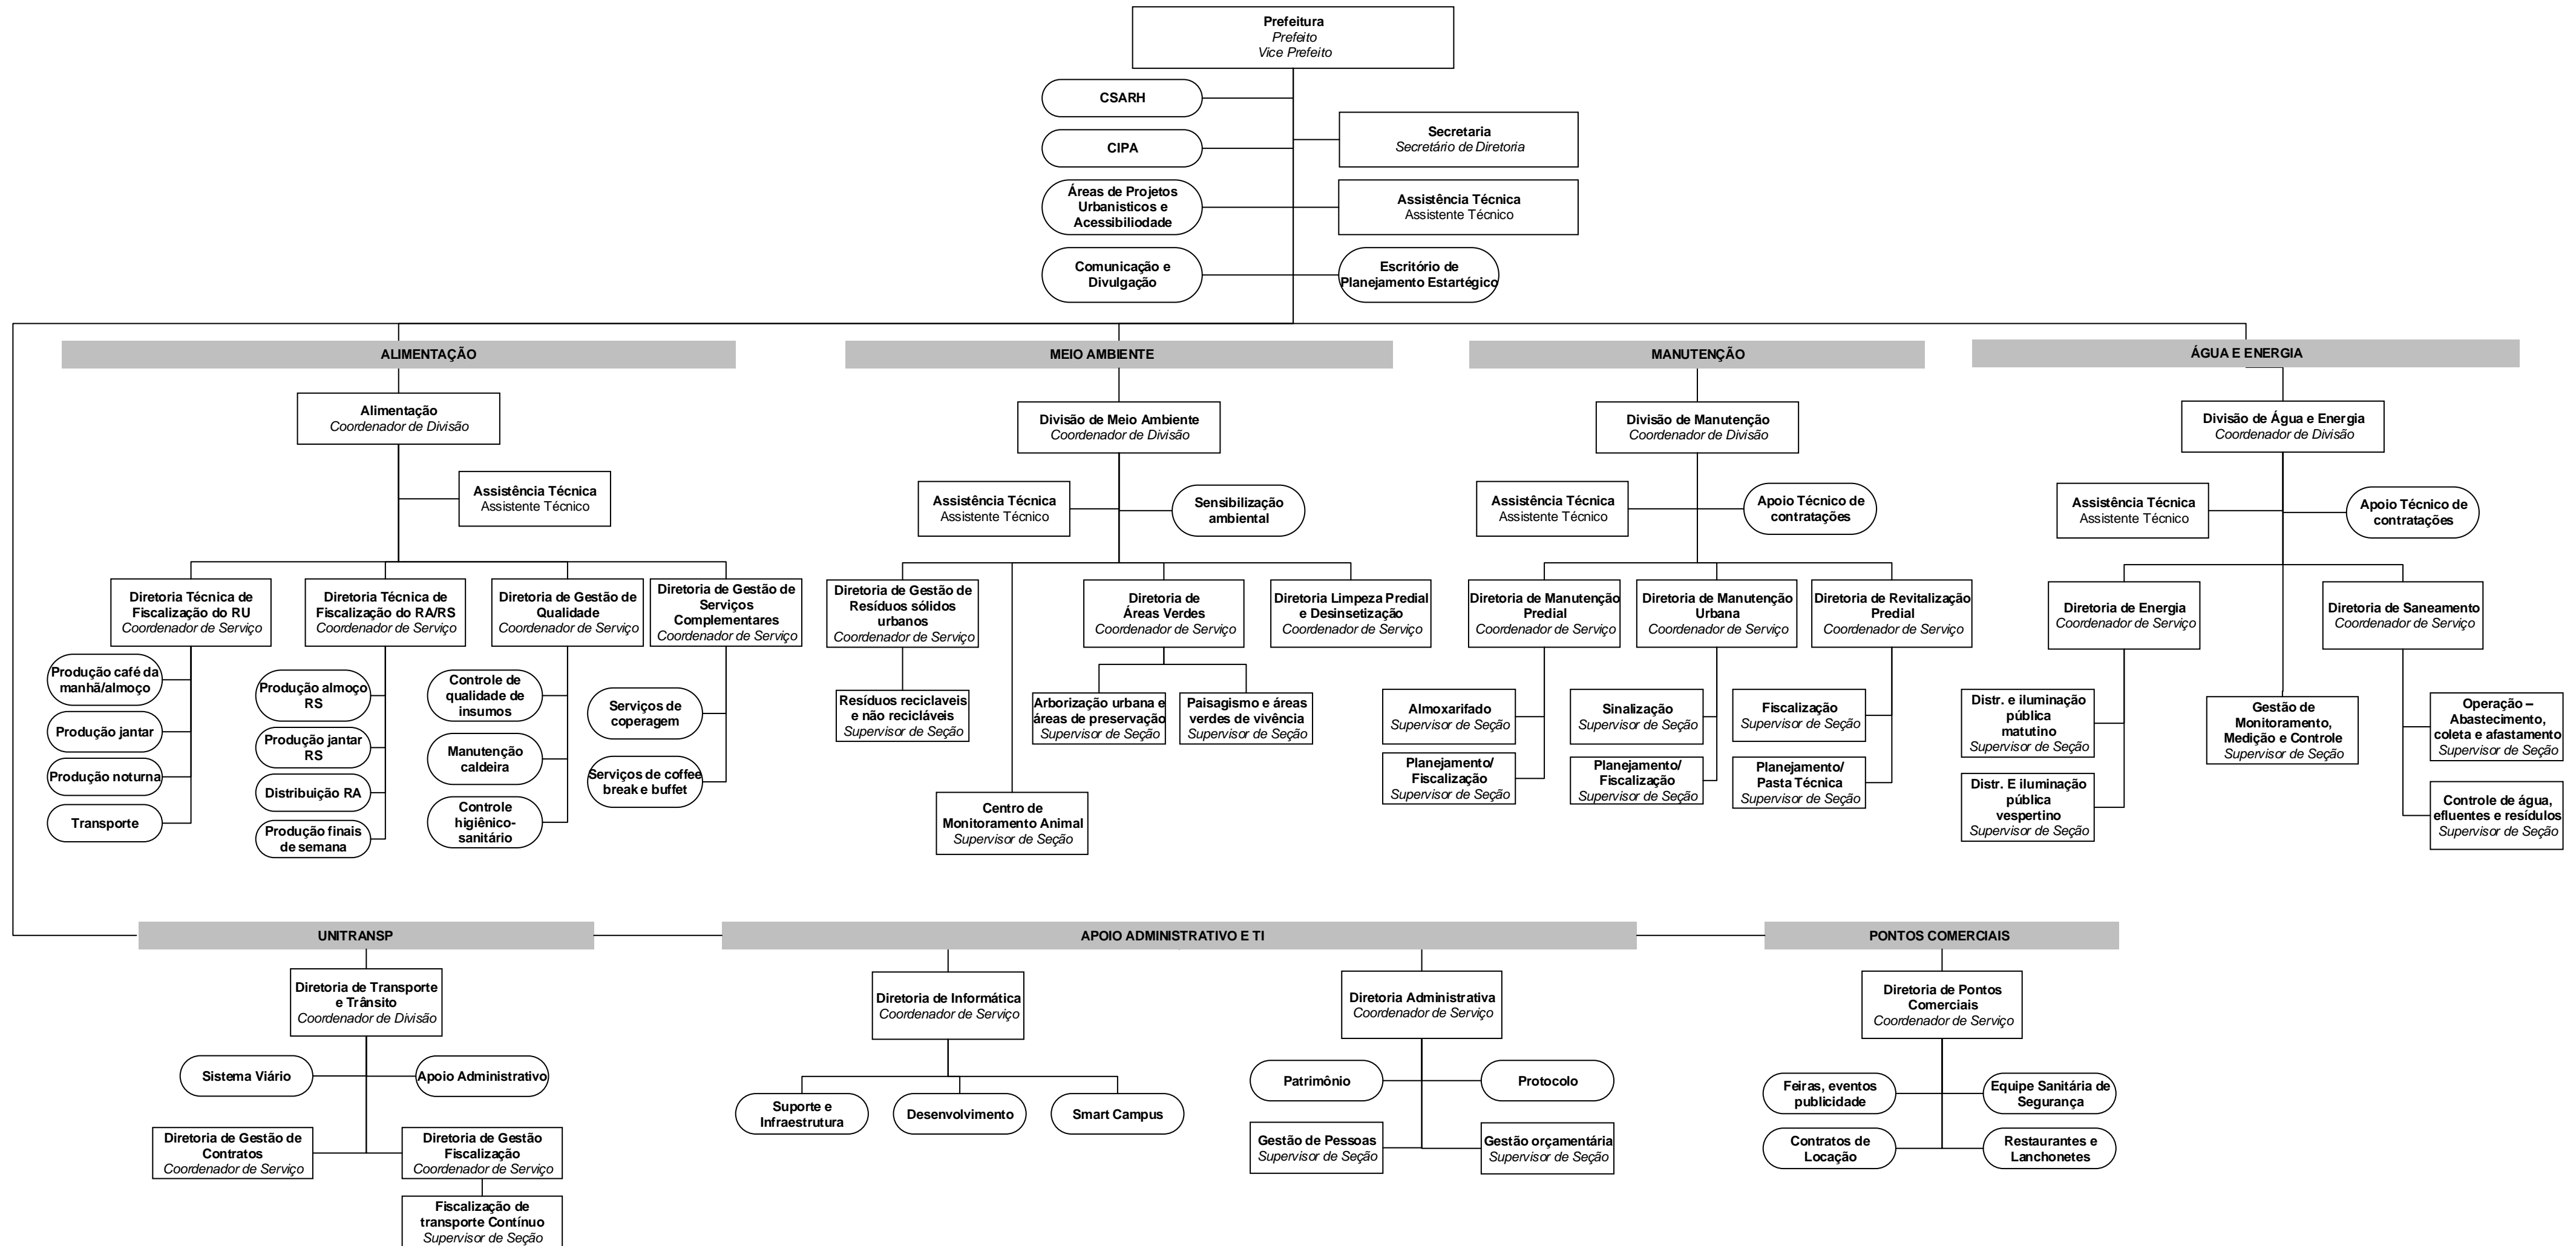 Prefeitura
Prefeito
Vice Prefeito
CSARH
CIPA
Secretaria
Secretário de Diretoria
Áreas de Projetos
Urbanisticos e
Acessibiliodade
Assistência Técnica
Assistente Técnico
Comunicação e
Divulgação
Escritório de
Planejamento Estartégico
ALIMENTAÇÃO
Alimentação
Coordenador de Divisão
Assistência Técnica
Assistente Técnico
Diretoria Técnica de
Fiscalização do RU
Coordenador de Serviço
Produção café da
manhã/almoço
Produção jantar
Produção noturna
Transporte
Diretoria Técnica de
Fiscalização do RA/RS
Coordenador de Serviço
Produção almoço
RS
Produção jantar
RS
Distribuição RA
Produção finais
de semana
Diretoria de Gestão de
Qualidade
Coordenador de Serviço
Controle de
qualidade de
insumos
Manutenção
caldeira
Controle
higiênico-
sanitário
Diretoria de Gestão de
Serviços
Complementares
Coordenador de Serviço
Serviços de
coperagem
Serviços de coffee
break e buffet
MEIO AMBIENTE
Divisão de Meio Ambiente
Coordenador de Divisão
Assistência Técnica
Assistente Técnico
Sensibilização
ambiental
Diretoria de Gestão de
Resíduos sólidos
urbanos
Coordenador de Serviço
Resíduos reciclaveis
e não recicláveis
Supervisor de Seção
Centro de
Monitoramento Animal
Supervisor de Seção
Diretoria de
Áreas Verdes
Coordenador de Serviço
Arborização urbana e
áreas de preservação
Supervisor de Seção
Paisagismo e áreas
verdes de vivência
Supervisor de Seção
Diretoria Limpeza Predial
e Desinsetização
Coordenador de Serviço
MANUTENÇÃO
Divisão de Manutenção
Coordenador de Divisão
Assistência Técnica
Assistente Técnico
Apoio Técnico de
contratações
Diretoria de Manutenção
Predial
Coordenador de Serviço
Almoxarifado
Supervisor de Seção
Planejamento/
Fiscalização
Supervisor de Seção
Diretoria de Manutenção
Urbana
Coordenador de Serviço
Sinalização
Supervisor de Seção
Planejamento/
Fiscalização
Supervisor de Seção
Diretoria de Revitalização
Predial
Coordenador de Serviço
Fiscalização
Supervisor de Seção
Planejamento/
Pasta Técnica
Supervisor de Seção
ÁGUA E ENERGIA
Divisão de Água e Energia
Coordenador de Divisão
Assistência Técnica
Assistente Técnico
Apoio Técnico de
contratações
Diretoria de Energia
Coordenador de Serviço
Distr. e iluminação
pública
matutino
Supervisor de Seção
Distr. E iluminação
pública
vespertino
Supervisor de Seção
Gestão de
Monitoramento,
Medição e Controle
Supervisor de Seção
Diretoria de Saneamento
Coordenador de Serviço
Operação –
Abastecimento,
coleta e afastamento
Supervisor de Seção
Controle de água,
efluentes e resídulos
Supervisor de Seção
UNITRANSP
Diretoria de Transporte
e Trânsito
Coordenador de Divisão
Sistema Viário
Apoio Administrativo
Diretoria de Gestão de
Contratos
Coordenador de Serviço
Diretoria de Gestão
Fiscalização
Coordenador de Serviço
Fiscalização de
transporte Contínuo
Supervisor de Seção
APOIO ADMINISTRATIVO E TI
Diretoria de Informática
Coordenador de Serviço
Suporte e
Infraestrutura
Desenvolvimento
Smart Campus
Diretoria Administrativa
Coordenador de Serviço
Patrimônio
Protocolo
Gestão de Pessoas
Supervisor de Seção
Gestão orçamentária
Supervisor de Seção
PONTOS COMERCIAIS
Diretoria de Pontos
Comerciais
Coordenador de Serviço
Feiras, eventos
publicidade
Equipe Sanitária de
Segurança
Contratos de
Locação
Restaurantes e
Lanchonetes